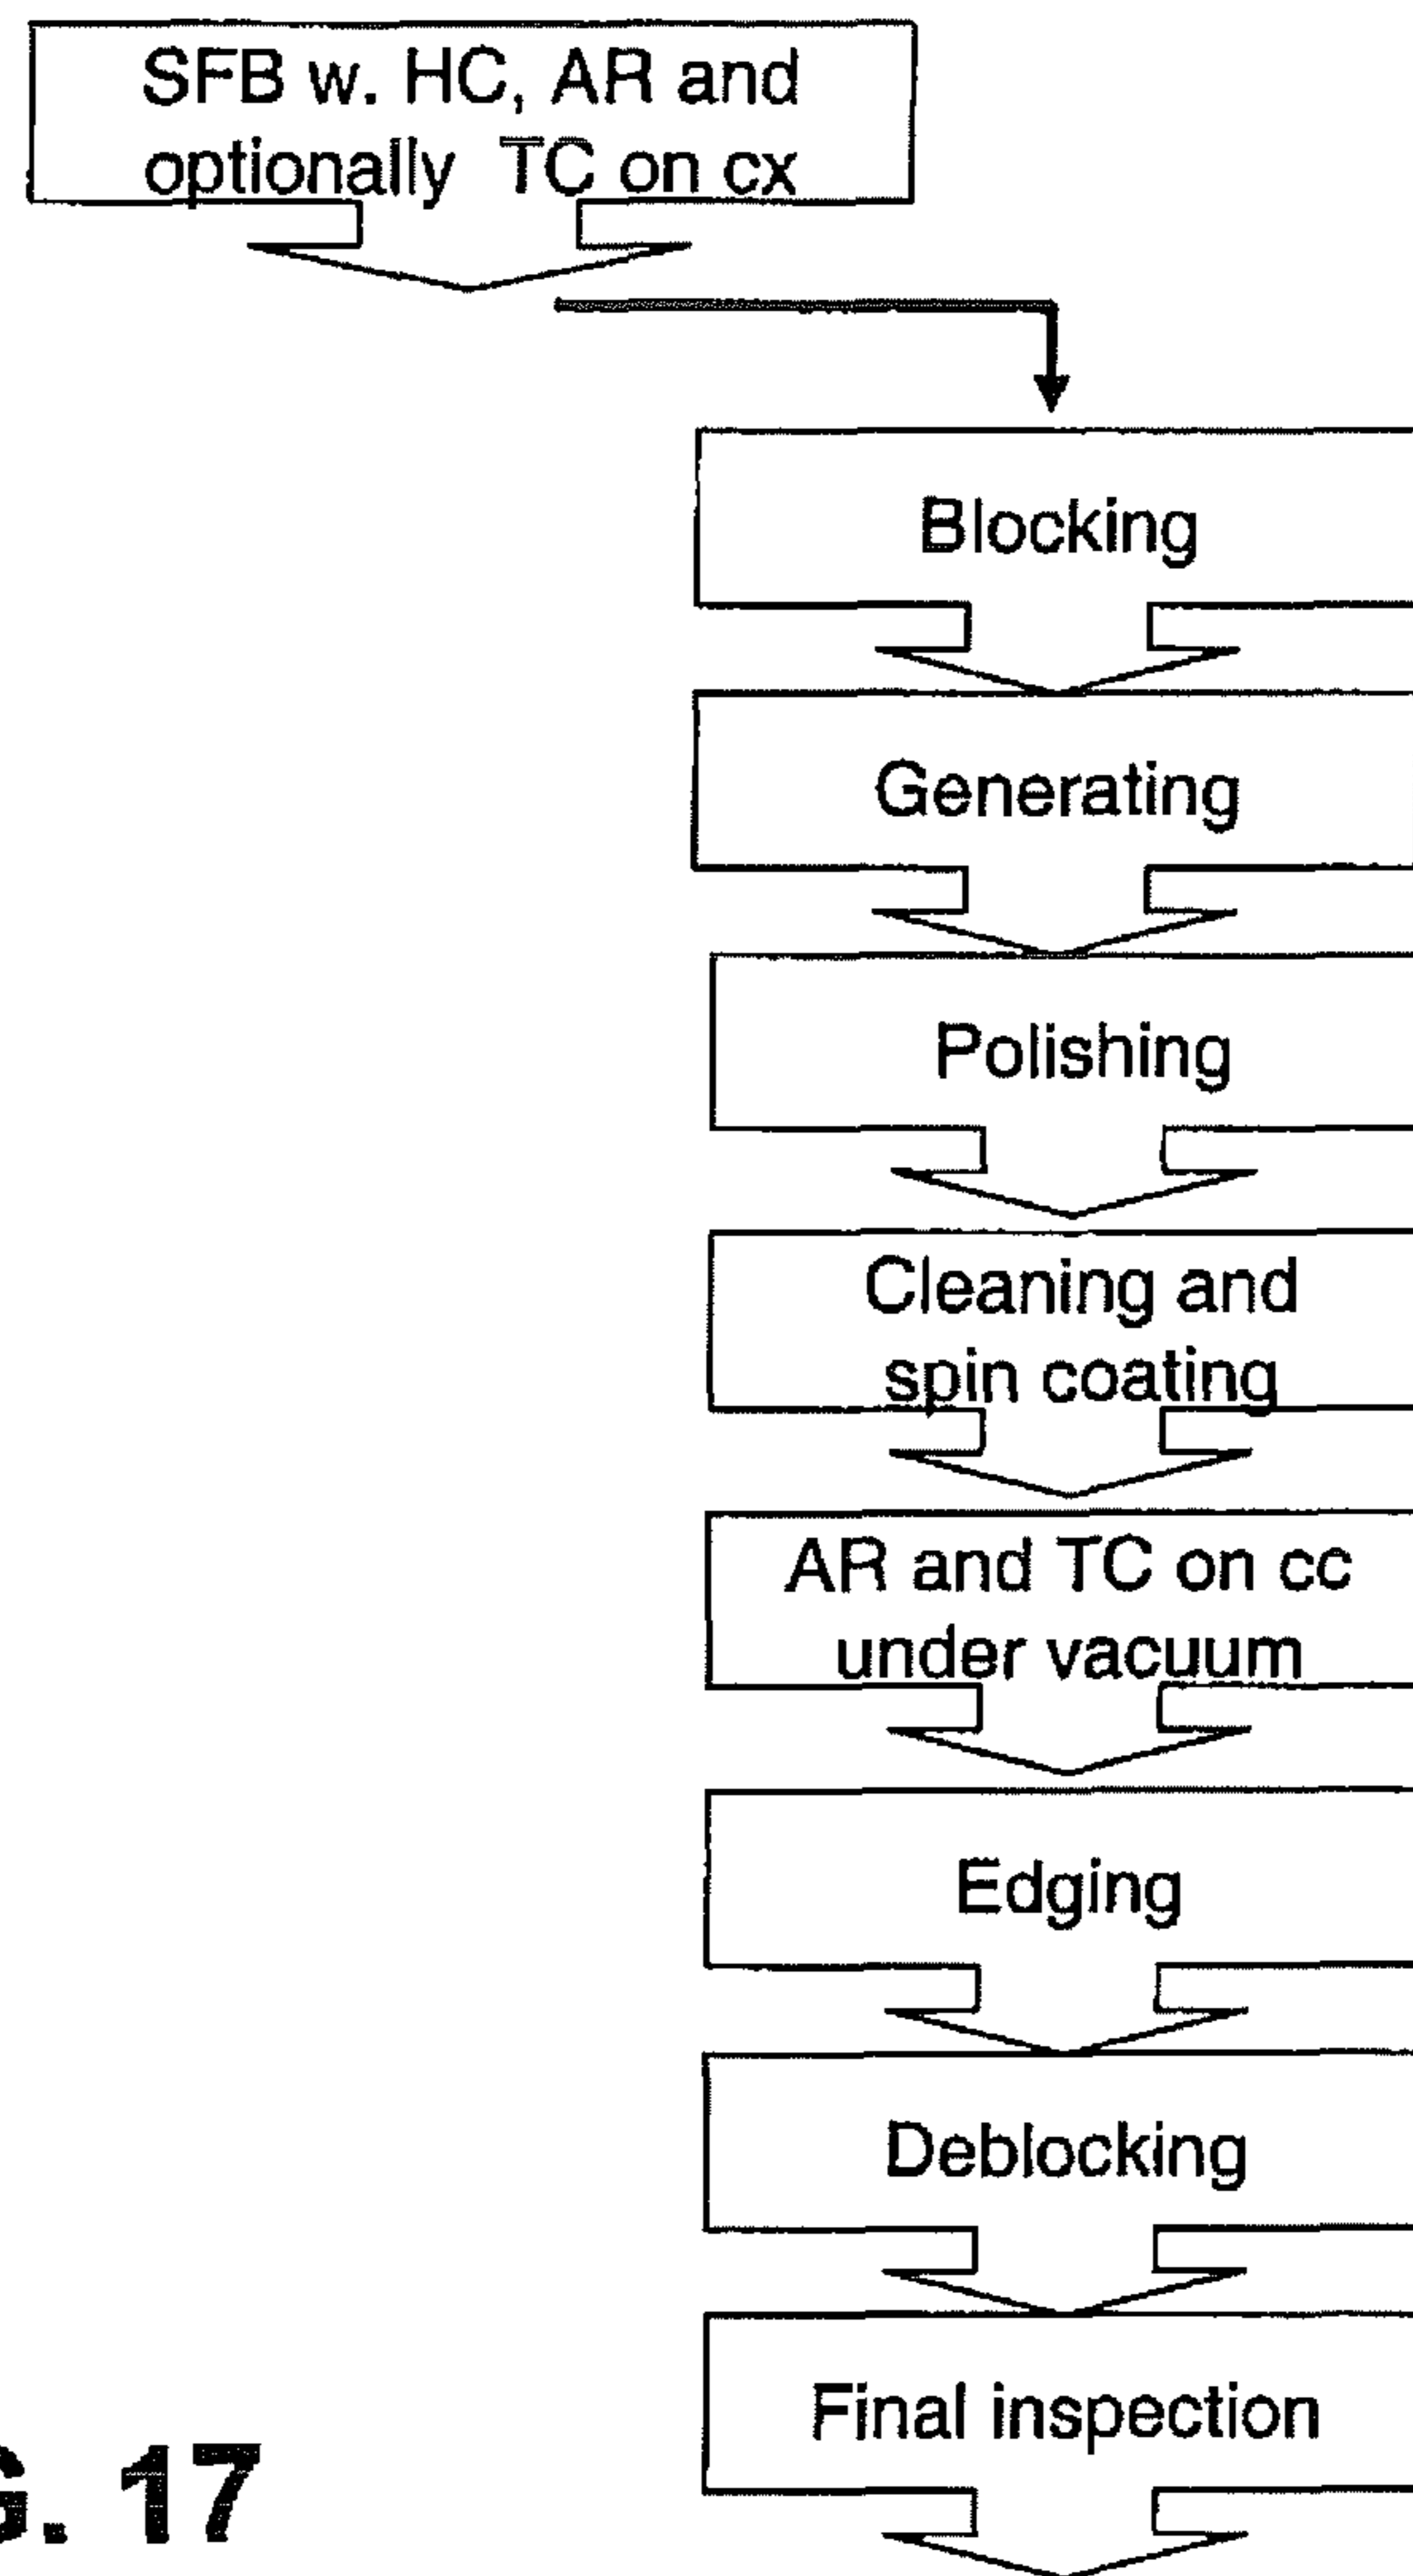 SFB w. HC, AR and
optionally TC on cx
Blocking
Generating
Polishing
Cleaning and
spin coating
AR and TC on cc
under vacuum
Edging
Deblocking
Final inspection
G. 17